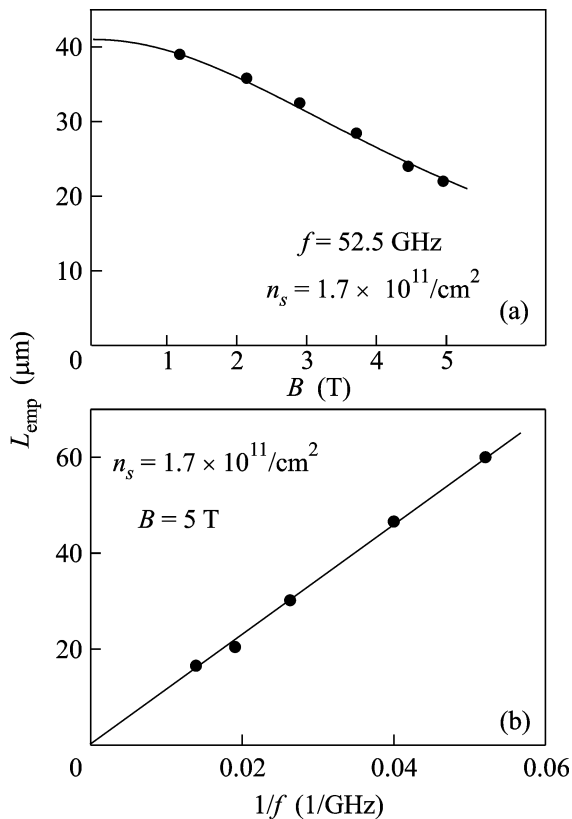 40
30
20
10
0
f = 52.5 GHz
n_s = 1.7 × 10^11/cm^2
(a)
1 2 3 4 5
B (T)
L_emp (μm)
n_s = 1.7 × 10^11/cm^2
B = 5 T
60
40
20
(b)
0 0.02 0.04 0.06
1/f (1/GHz)